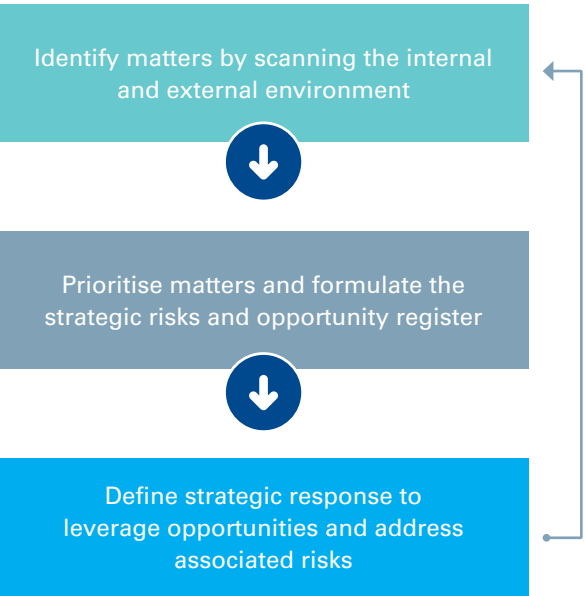 Identify matters by scanning the internal
and external environment
Prioritise matters and formulate the
strategic risks and opportunity register
Define strategic response to
leverage opportunities and address
associated risks